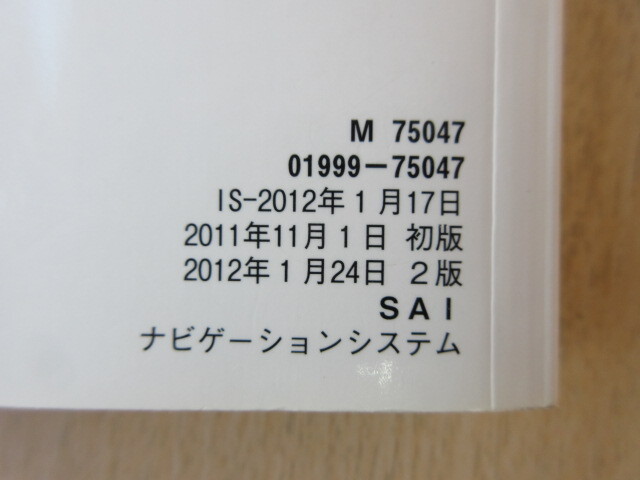 M 75047
01999-75047
IS-2012年1月17日
2011年11月1日 初版
2012年1月24日 2版
SAI
ナビゲーションシステム